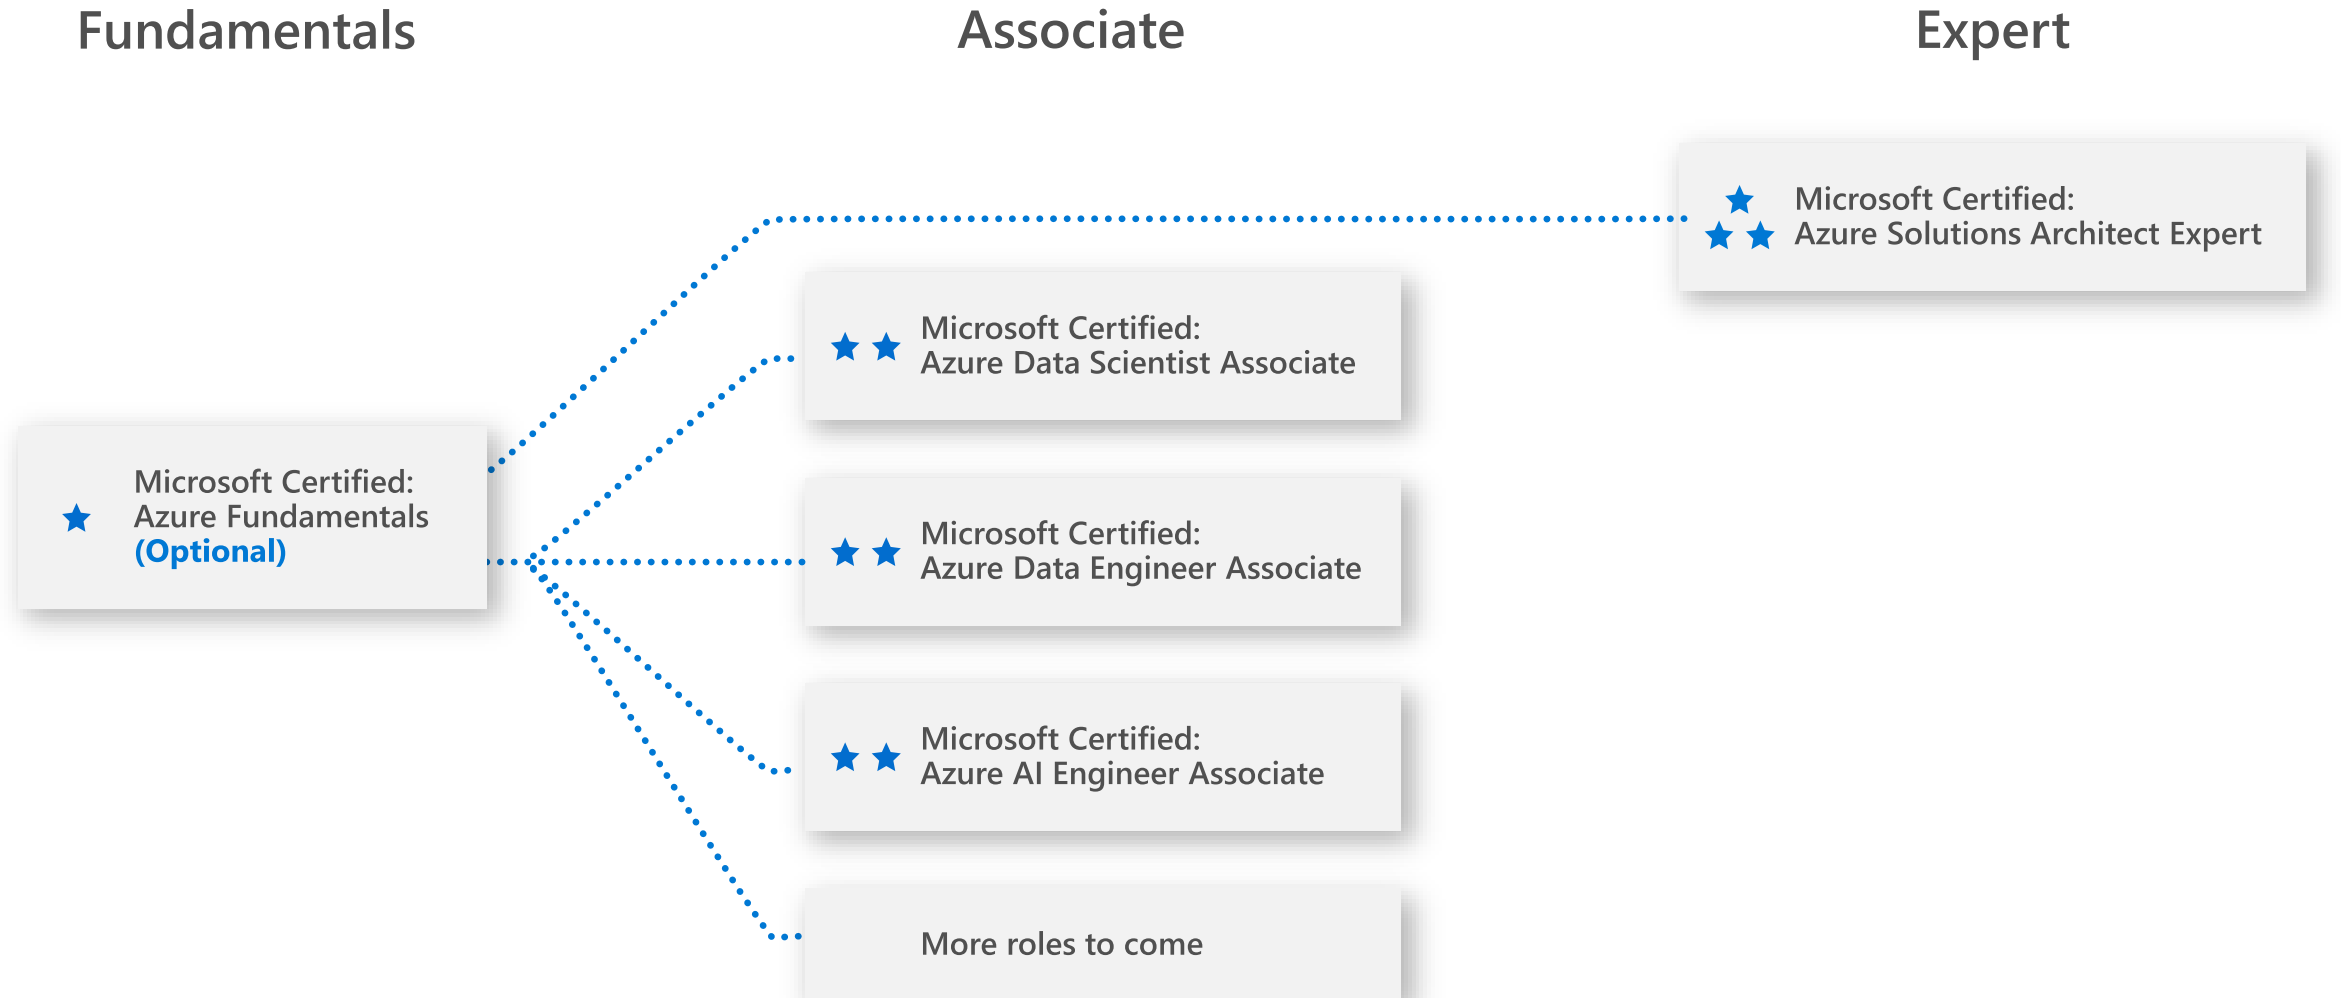 Fundamentals
Associate
Expert
Microsoft Certified:
Azure Solutions Architect Expert
Microsoft Certified:
Azure Data Scientist Associate
Microsoft Certified:
Azure Fundamentals
(Optional)
Microsoft Certified:
Azure Data Engineer Associate
Microsoft Certified:
Azure AI Engineer Associate
More roles to come